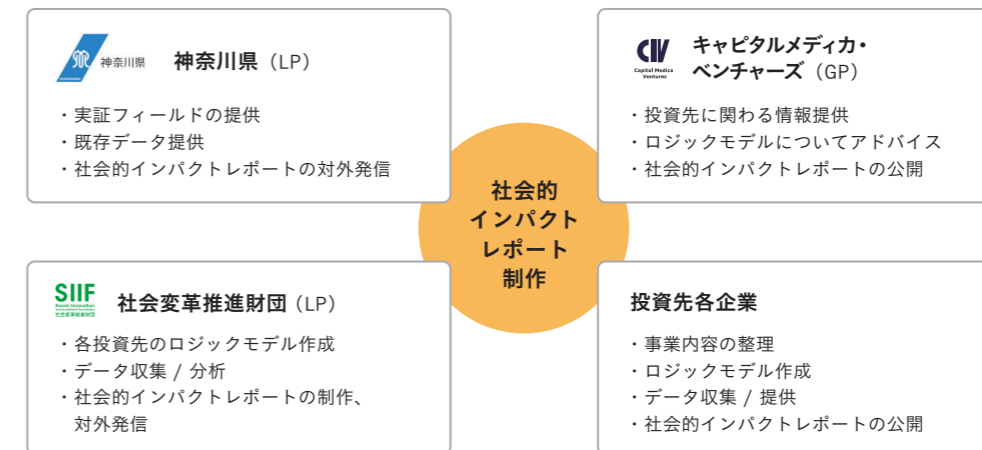 神奈川県
神奈川県(LP)
・実証フィールドの提供
・既存データ提供
・社会的インパクトレポートの対外発信
CMV
Capital Medica
Ventures
キャピタルメディカ・
ベンチャーズ(GP)
・投資先に関わる情報提供
・ロジックモデルについてアドバイス
・社会的インパクトレポートの公開
社会的
インパクト
レポート
制作
SIIF
Social Innovation
and Investment Foundation
社会変革推進財団
社会変革推進財団(LP)
・各投資先のロジックモデル作成
・データ収集 / 分析
・社会的インパクトレポートの制作、
対外発信
投資先各企業
・事業内容の整理
・ロジックモデル作成
・データ収集 / 提供
・社会的インパクトレポートの公開